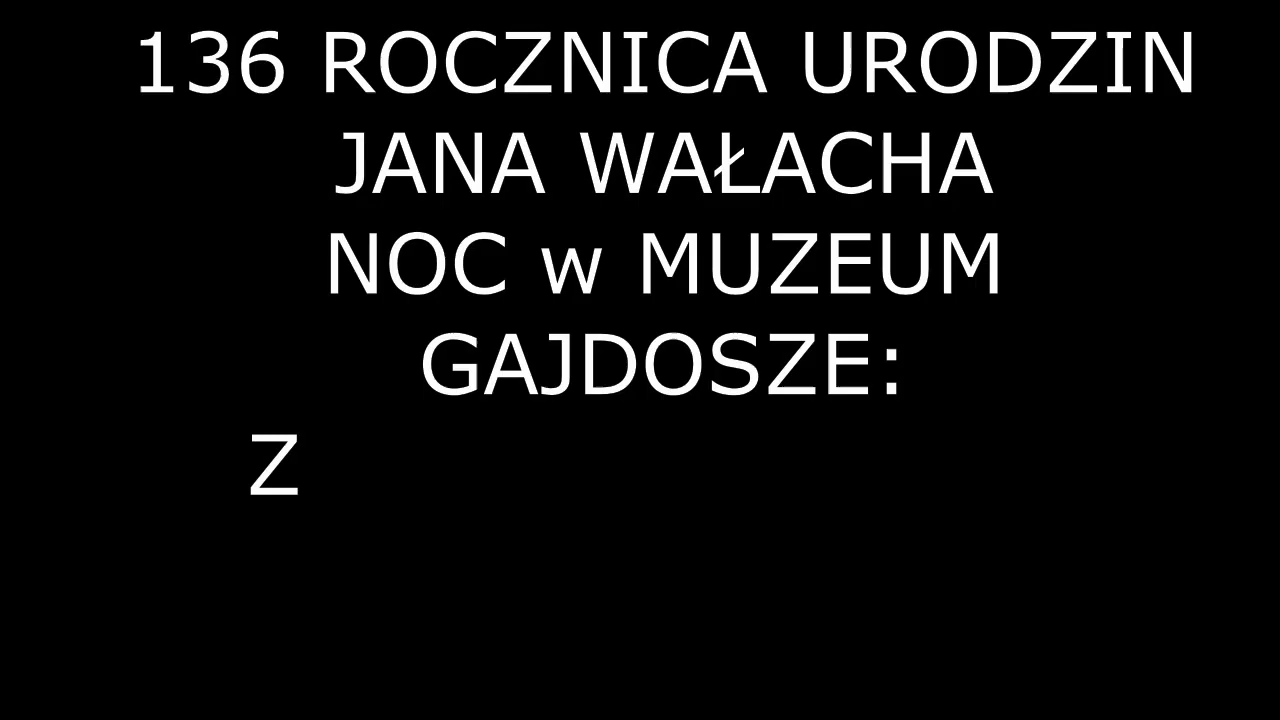 136 ROCZNICA URODZIN
JANA WAŁACHA
NOC w MUZEUM
GAJDOSZE:
Z